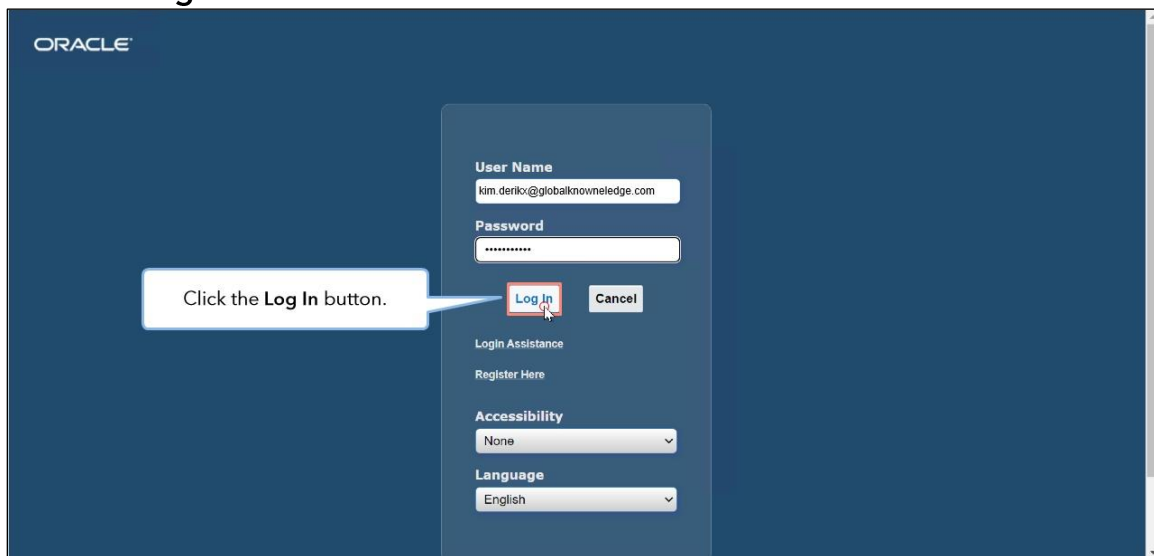 ORACLE
User Name
kim.derikx@globalknowneledge.com
Password
•••••••••••
Click the Log In button.
Log In
Cancel
Login Assistance
Register Here
Accessibility
None
Language
English